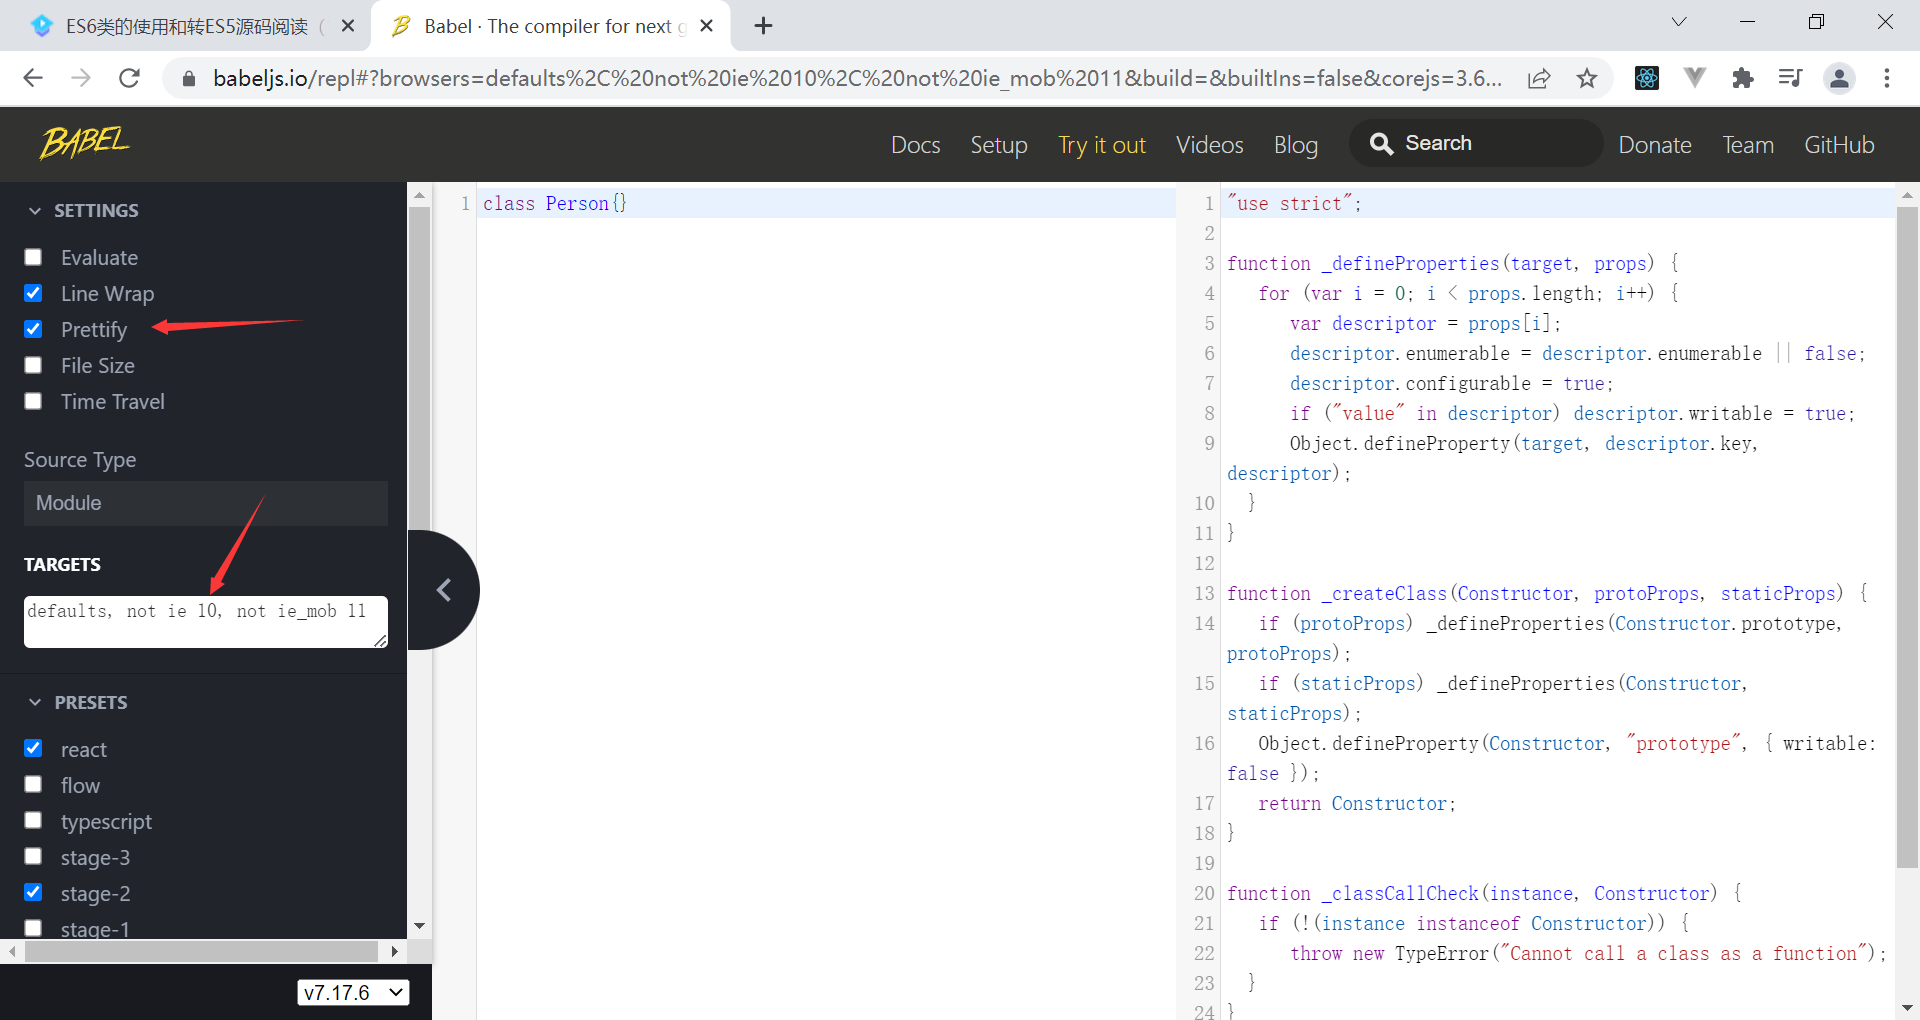 ES6类的使用和转ES5源码阅读（
Babel · The compiler for next g
babeljs.io/repl#?browsers=defaults%2C%20not%20ie%2010%2C%20not%20ie_mob%2011&build=&builtIns=false&corejs=3.6...
BABEL
Docs
Setup
Try it out
Videos
Blog
Search
Donate
Team
GitHub
SETTINGS
Evaluate
Line Wrap
Prettify
File Size
Time Travel
Source Type
Module
TARGETS
defaults, not ie 10, not ie_mob 11
PRESETS
react
flow
typescript
stage-3
stage-2
stage-1
v7.17.6
1 class Person{}
1 "use strict";
2
3 function _defineProperties(target, props) {
4 for (var i = 0; i < props.length; i++) {
5 var descriptor = props[i];
6 descriptor.enumerable = descriptor.enumerable || false;
7 descriptor.configurable = true;
8 if ("value" in descriptor) descriptor.writable = true;
9 Object.defineProperty(target, descriptor.key,
descriptor);
10 }
11 }
12
13 function _createClass(Constructor, protoProps, staticProps) {
14 if (protoProps) _defineProperties(Constructor.prototype,
protoProps);
15 if (staticProps) _defineProperties(Constructor,
staticProps);
16 Object.defineProperty(Constructor, "prototype", { writable:
false });
17 return Constructor;
18 }
19
20 function _classCallCheck(instance, Constructor) {
21 if (!(instance instanceof Constructor)) {
22 throw new TypeError("Cannot call a class as a function");
23 }
24 }